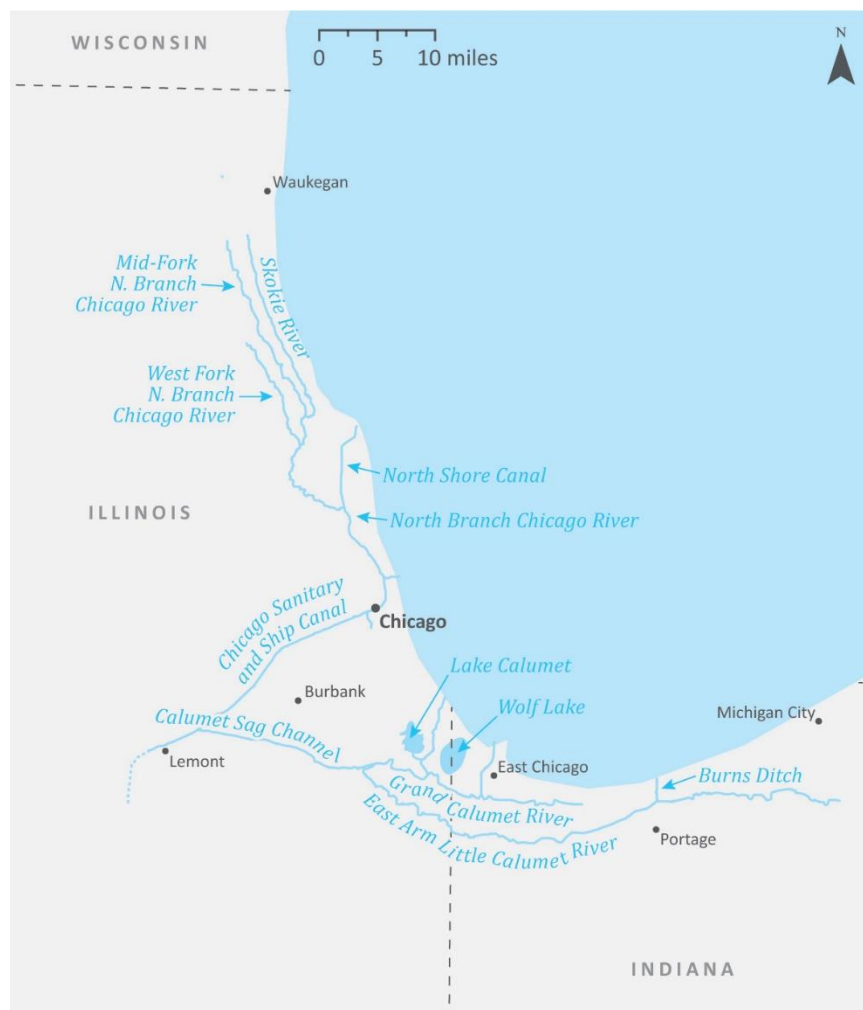 WISCONSIN
0 5 10 miles
N
Waukegan
Mid-Fork
N. Branch
Chicago River
Skokie River
West Fork
N. Branch
Chicago River
North Shore Canal
ILLINOIS
North Branch Chicago River
Chicago Sanitary
and Ship Canal
Chicago
Lake Calumet
Burbank
Wolf Lake
Michigan City
Calumet Sag Channel
Lemont
East Chicago
Burns Ditch
Grand Calumet River
East Arm Little Calumet River
Portage
INDIANA